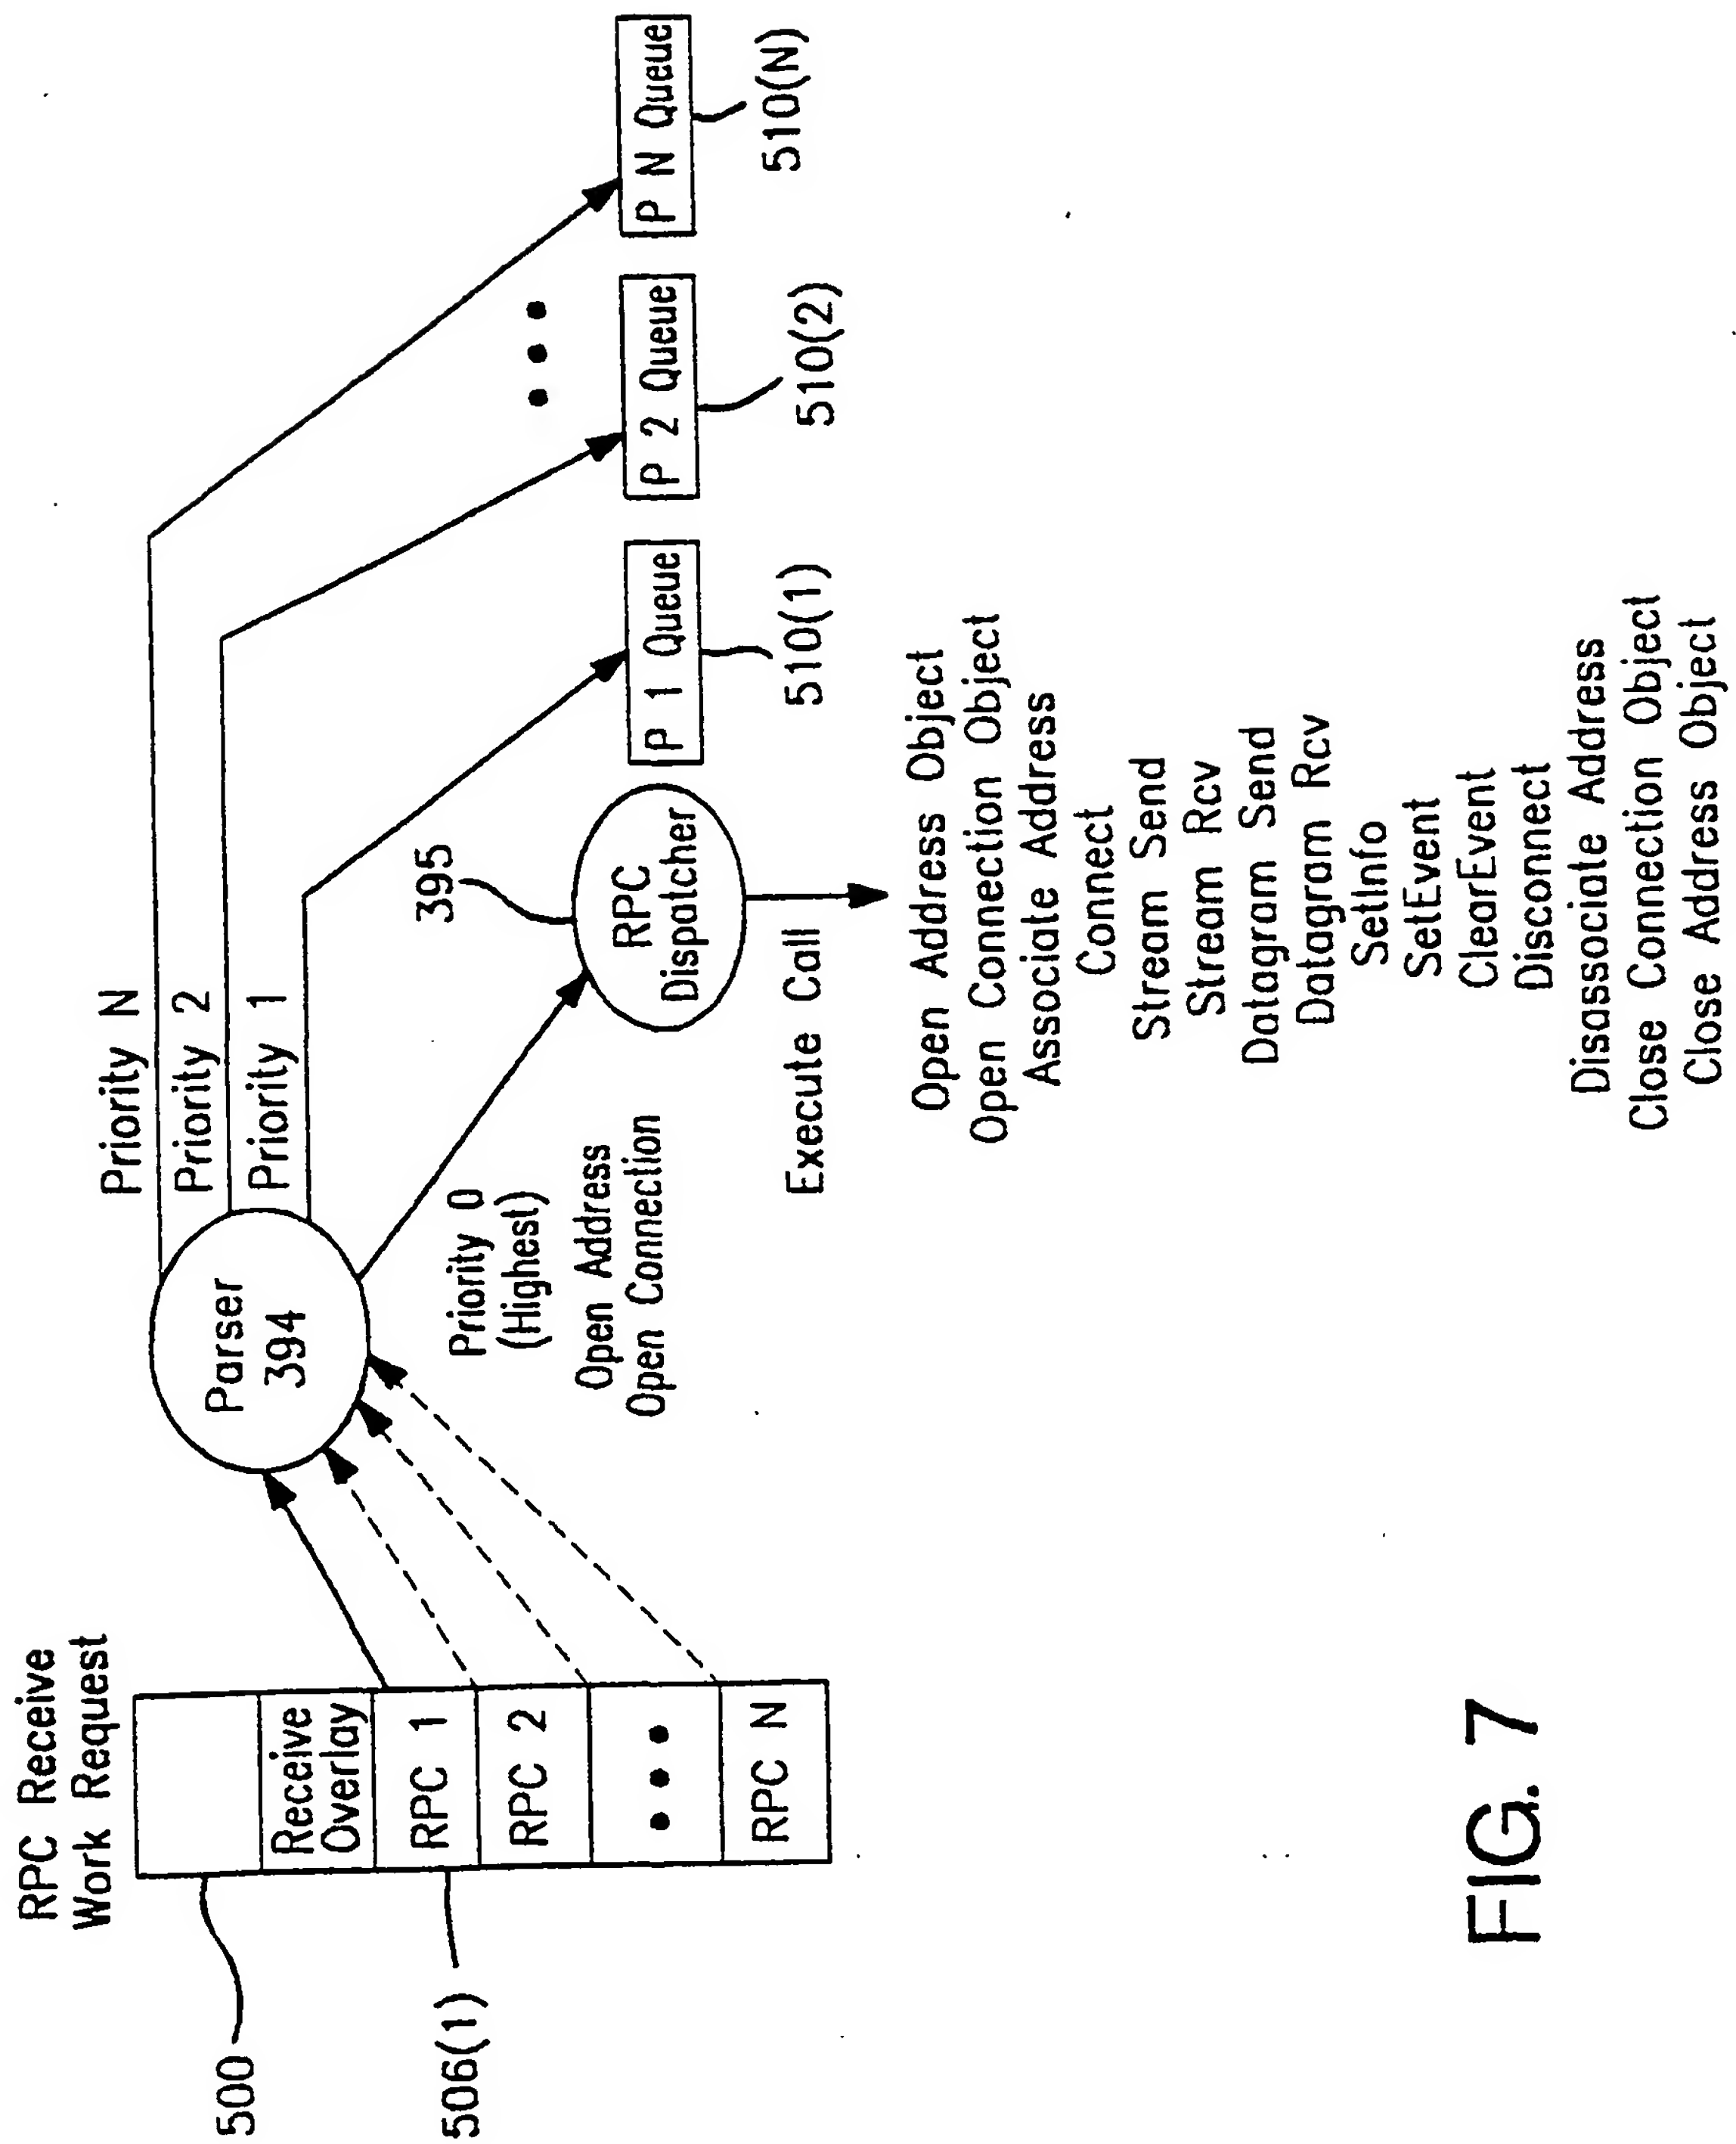 RPC Receive
Work Request
500
Receive
Overlay
506(1)
RPC 1
RPC 2
RPC N
Parser
394
Priority N
Priority 2
Priority 1
Priority 0
(Highest)
Open Address
Open Connection
395
RPC
Dispatcher
P 1 Queue
510(1)
P 2 Queue
510(2)
P N Queue
510(N)
Execute Call
Open Address Object
Open Connection Object
Associate Address
Connect
Stream Send
Stream Rcv
Datagram Send
Datagram Rcv
SetInfo
SetEvent
ClearEvent
Disconnect
Disassociate Address
Close Connection Object
Close Address Object
FIG. 7